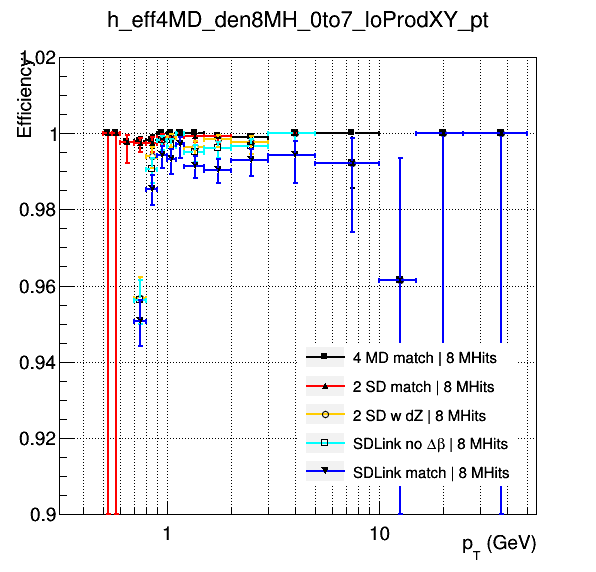 h_eff4MD_den8MH_0to7_loProdXY_pt
Efficiency
1.02
1
0.98
0.96
0.94
0.92
0.9
4 MD match | 8 MHits
2 SD match | 8 MHits
2 SD w dZ | 8 MHits
SDLink no Δβ | 8 MHits
SDLink match | 8 MHits
1
10
p_T (GeV)